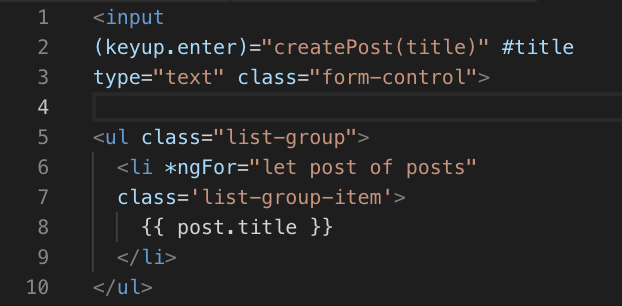 1 <input
2 (keyup.enter)="createPost(title)" #title
3 type="text" class="form-control">
4
5 <ul class="list-group">
6 <li *ngFor="let post of posts"
7 class='list-group-item'>
8 {{ post.title }}
9 </li>
10 </ul>